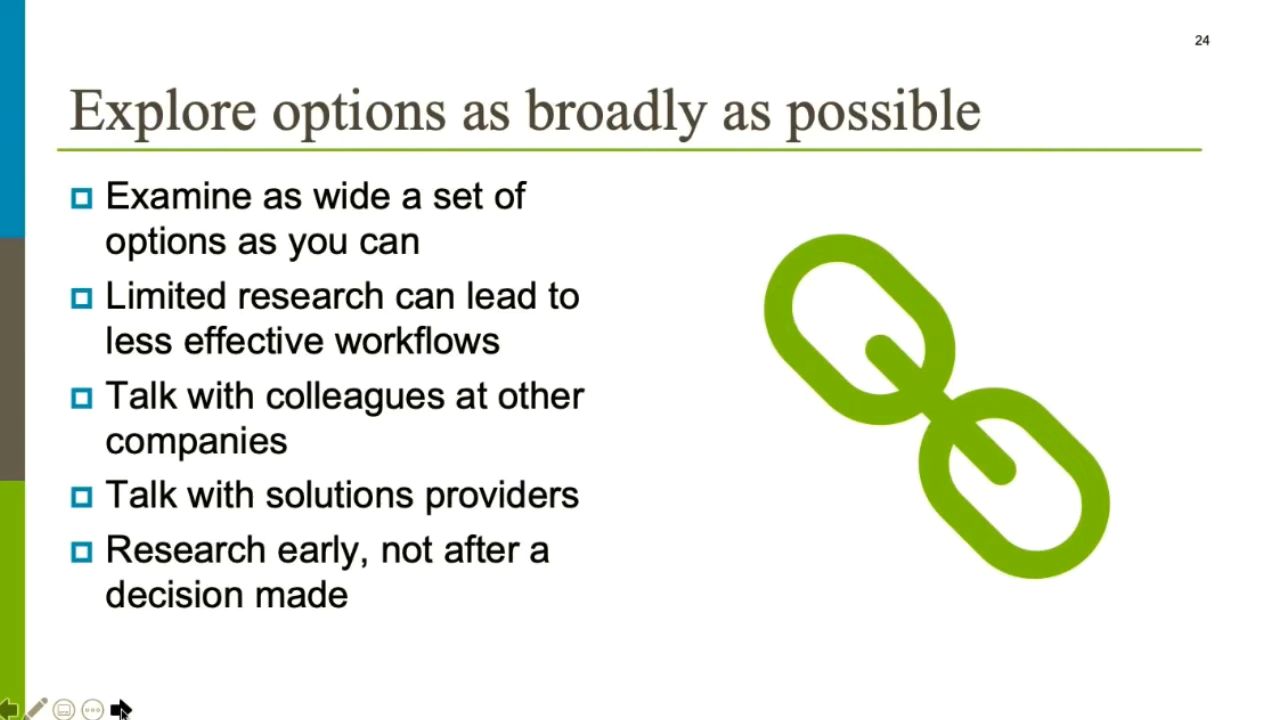 24
Explore options as broadly as possible
Examine as wide a set of
options as you can
Limited research can lead to
less effective workflows
Talk with colleagues at other
companies
Talk with solutions providers
Research early, not after a
decision made